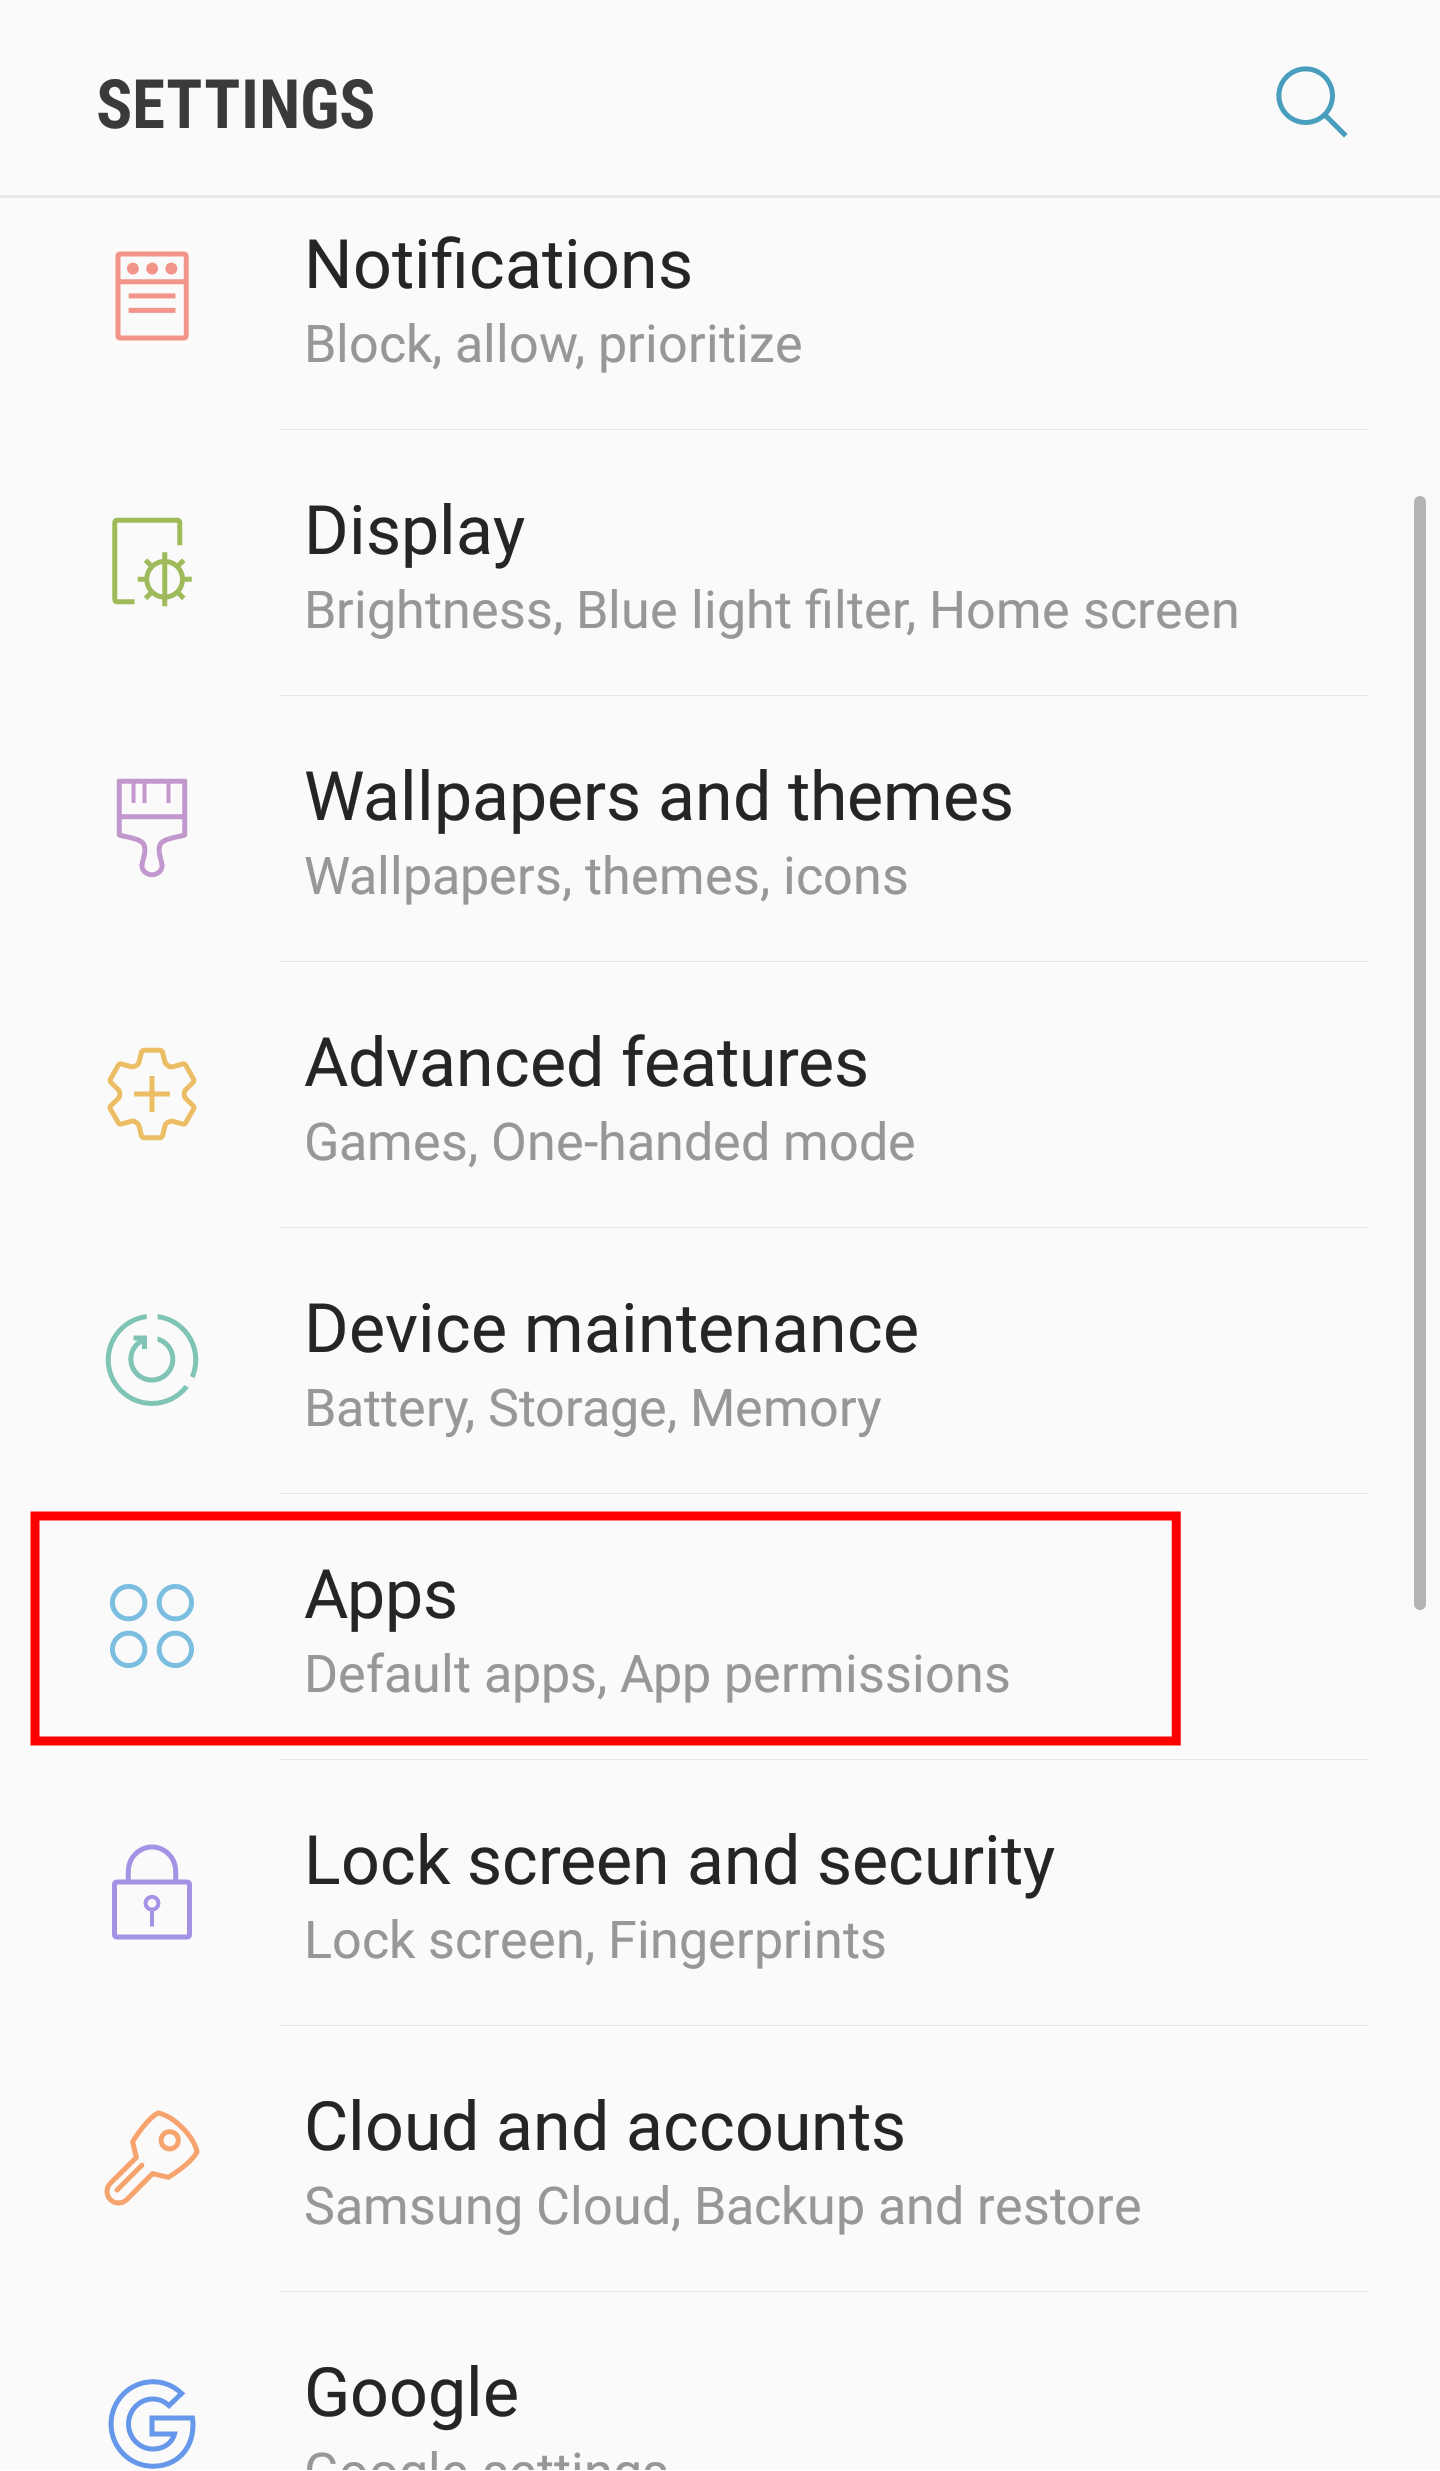 SETTINGS
Notifications
Block, allow, prioritize
Display
Brightness, Blue light filter, Home screen
Wallpapers and themes
Wallpapers, themes, icons
Advanced features
Games, One-handed mode
Device maintenance
Battery, Storage, Memory
Apps
Default apps, App permissions
Lock screen and security
Lock screen, Fingerprints
Cloud and accounts
Samsung Cloud, Backup and restore
Google
Google settings